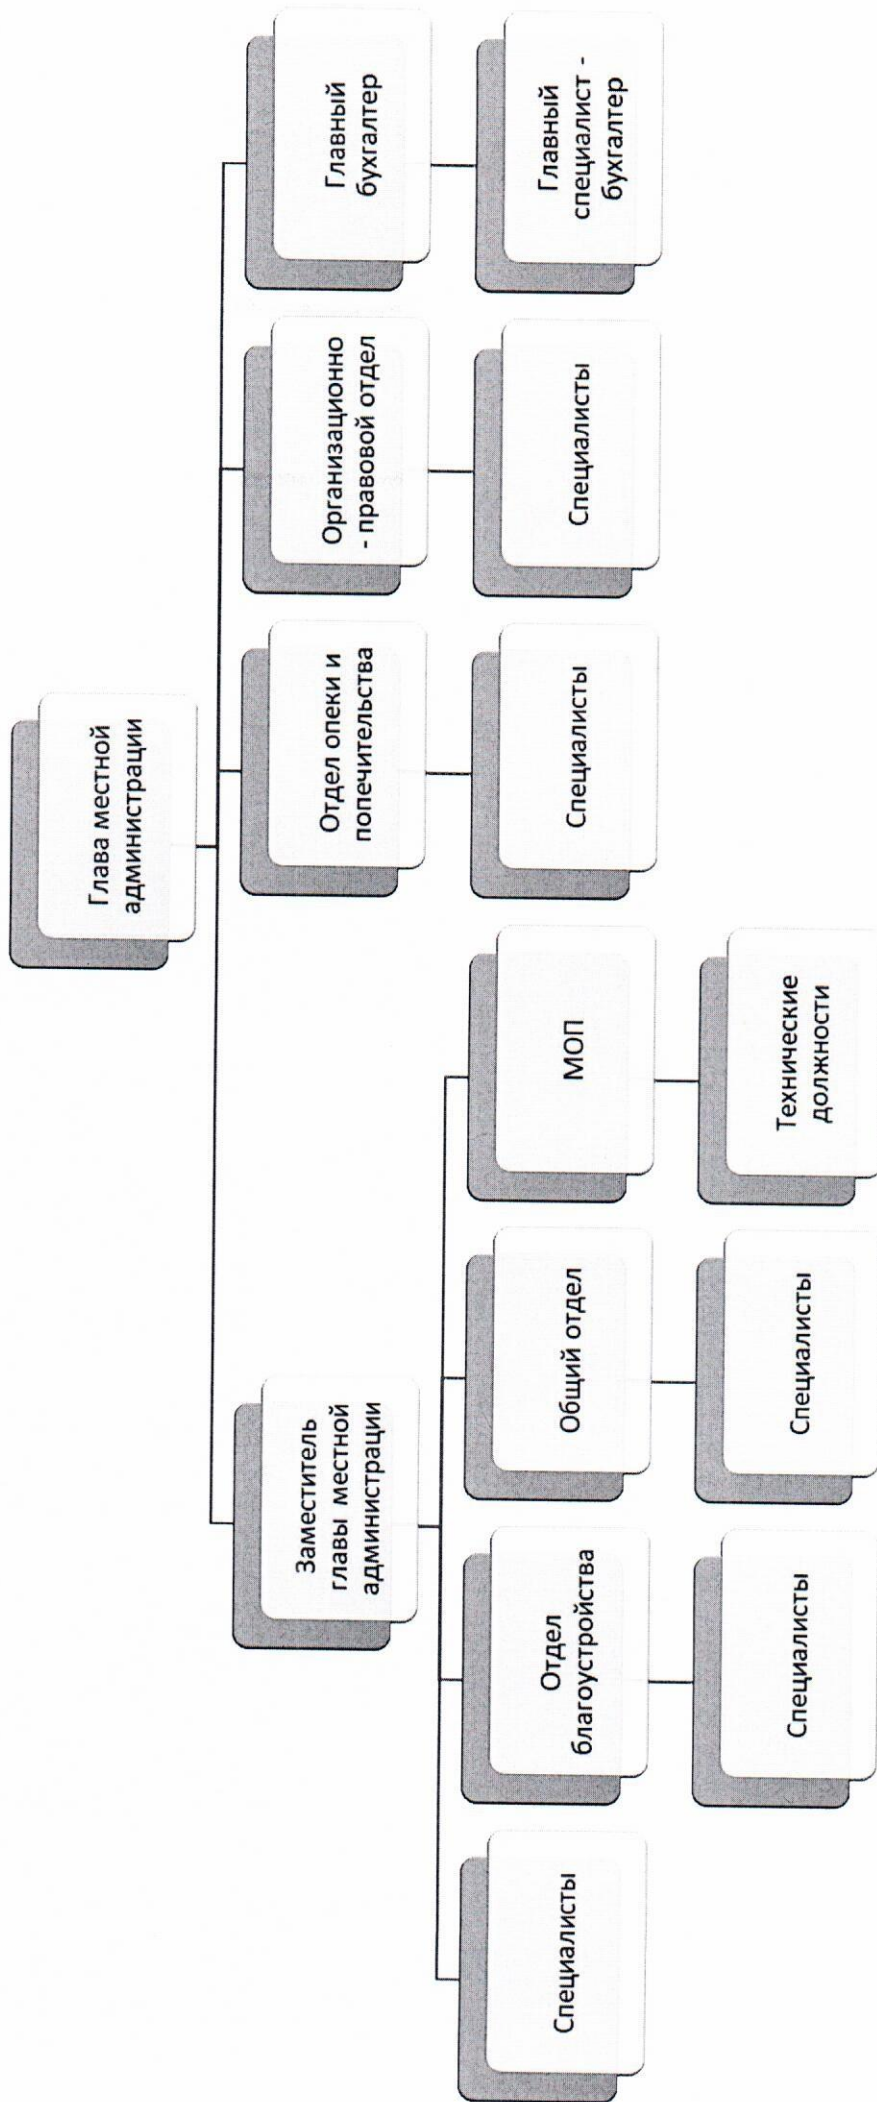 Глава местной
администрации
Заместитель
главы местной
администрации
Отдел опеки и
попечительства
Организационно
- правовой отдел
Главный
бухгалтер
Специалисты
Отдел
благоустройства
Общий отдел
МОП
Специалисты
Специалисты
Главный
специалист -
бухгалтер
Специалисты
Специалисты
Технические
должности